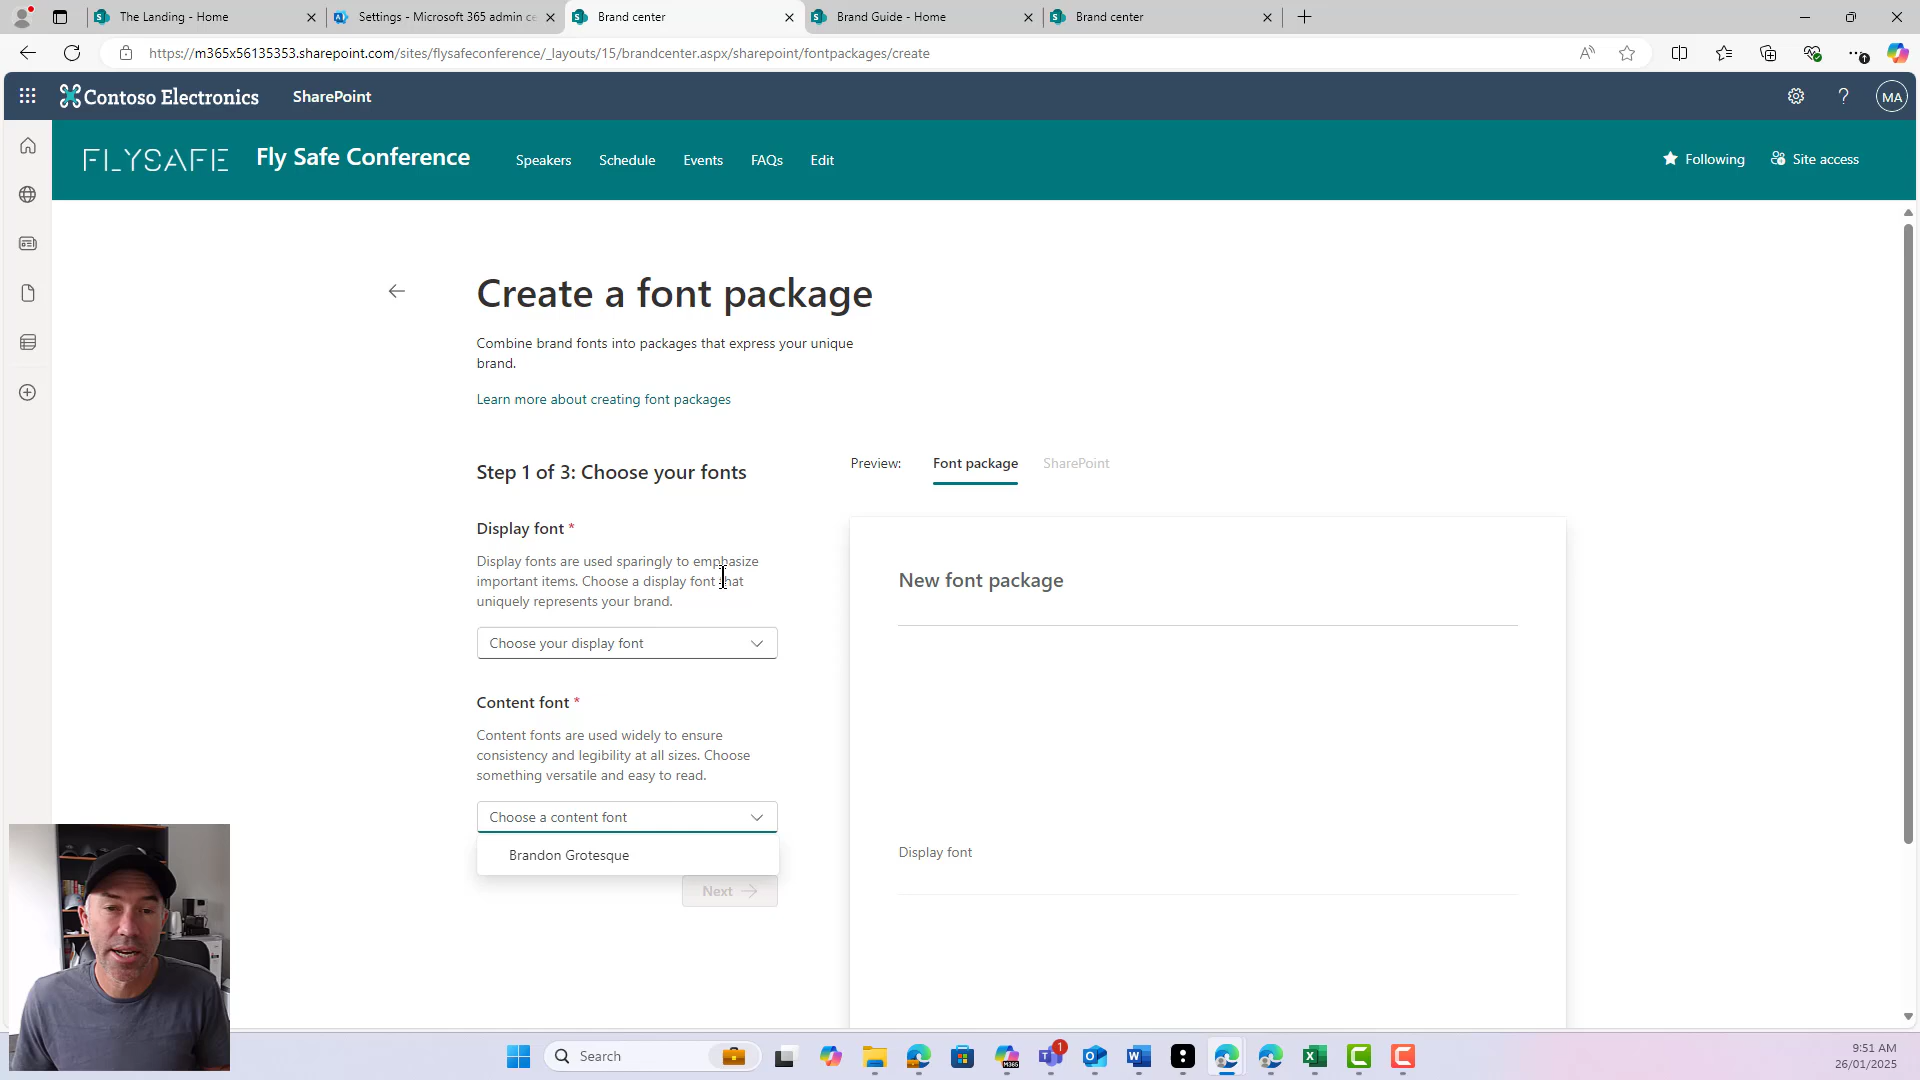 The Landing - Home
Settings - Microsoft 365 admin ce
Brand center
Brand Guide - Home
Brand center
https://m365x56135353.sharepoint.com/sites/flysafeconference/_layouts/15/brandcenter.aspx/sharepoint/fontpackages/create
Contoso Electronics
SharePoint
MA
FLYSAFE
Fly Safe Conference
Speakers
Schedule
Events
FAQs
Edit
Following
Site access
Create a font package
Combine brand fonts into packages that express your unique
brand.
Learn more about creating font packages
Step 1 of 3: Choose your fonts
Preview:
Font package
SharePoint
Display font *
Display fonts are used sparingly to emphasize
important items. Choose a display font that
uniquely represents your brand.
Choose your display font
Content font *
Content fonts are used widely to ensure
consistency and legibility at all sizes. Choose
something versatile and easy to read.
Choose a content font
Brandon Grotesque
Next
New font package
Display font
Search
1
9:51 AM
26/01/2025